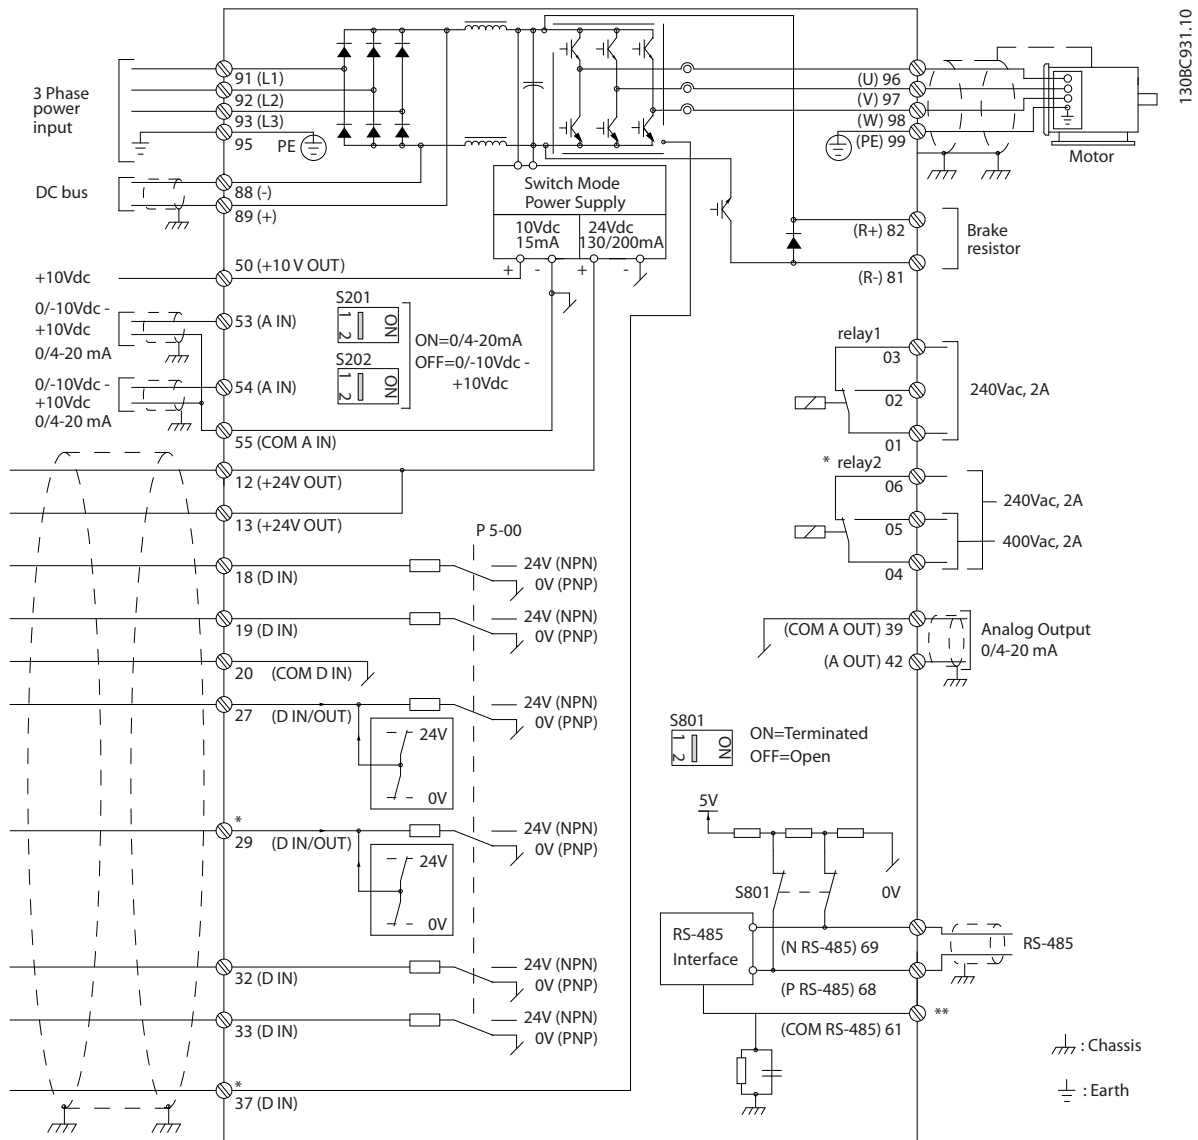 130BC931.10
3 Phase
power
input
91 (L1)
92 (L2)
93 (L3)
95
PE
DC bus
88 (-)
89 (+)
+10Vdc
50 (+10 V OUT)
0/-10Vdc -
+10Vdc
0/4-20 mA
53 (A IN)
0/-10Vdc -
+10Vdc
0/4-20 mA
54 (A IN)
55 (COM A IN)
12 (+24V OUT)
13 (+24V OUT)
18 (D IN)
19 (D IN)
20 (COM D IN)
27 (D IN/OUT)
24V
0V
*
29 (D IN/OUT)
24V
0V
32 (D IN)
33 (D IN)
*
37 (D IN)
S201
1 2
ON
S202
1 2
ON
ON=0/4-20mA
OFF=0/-10Vdc -
+10Vdc
P 5-00
24V (NPN)
0V (PNP)
24V (NPN)
0V (PNP)
24V (NPN)
0V (PNP)
24V (NPN)
0V (PNP)
24V (NPN)
0V (PNP)
24V (NPN)
0V (PNP)
Switch Mode
Power Supply
10Vdc
15mA
24Vdc
130/200mA
+ - + -
(U) 96
(V) 97
(W) 98
(PE) 99
Motor
(R+) 82
Brake
resistor
(R-) 81
relay1
03
02
01
240Vac, 2A
* relay2
06
05
04
240Vac, 2A
400Vac, 2A
(COM A OUT) 39
(A OUT) 42
Analog Output
0/4-20 mA
S801
1 2
ON
ON=Terminated
OFF=Open
5V
S801
0V
RS-485
Interface
(N RS-485) 69
(P RS-485) 68
(COM RS-485) 61
**
RS-485
: Chassis
: Earth